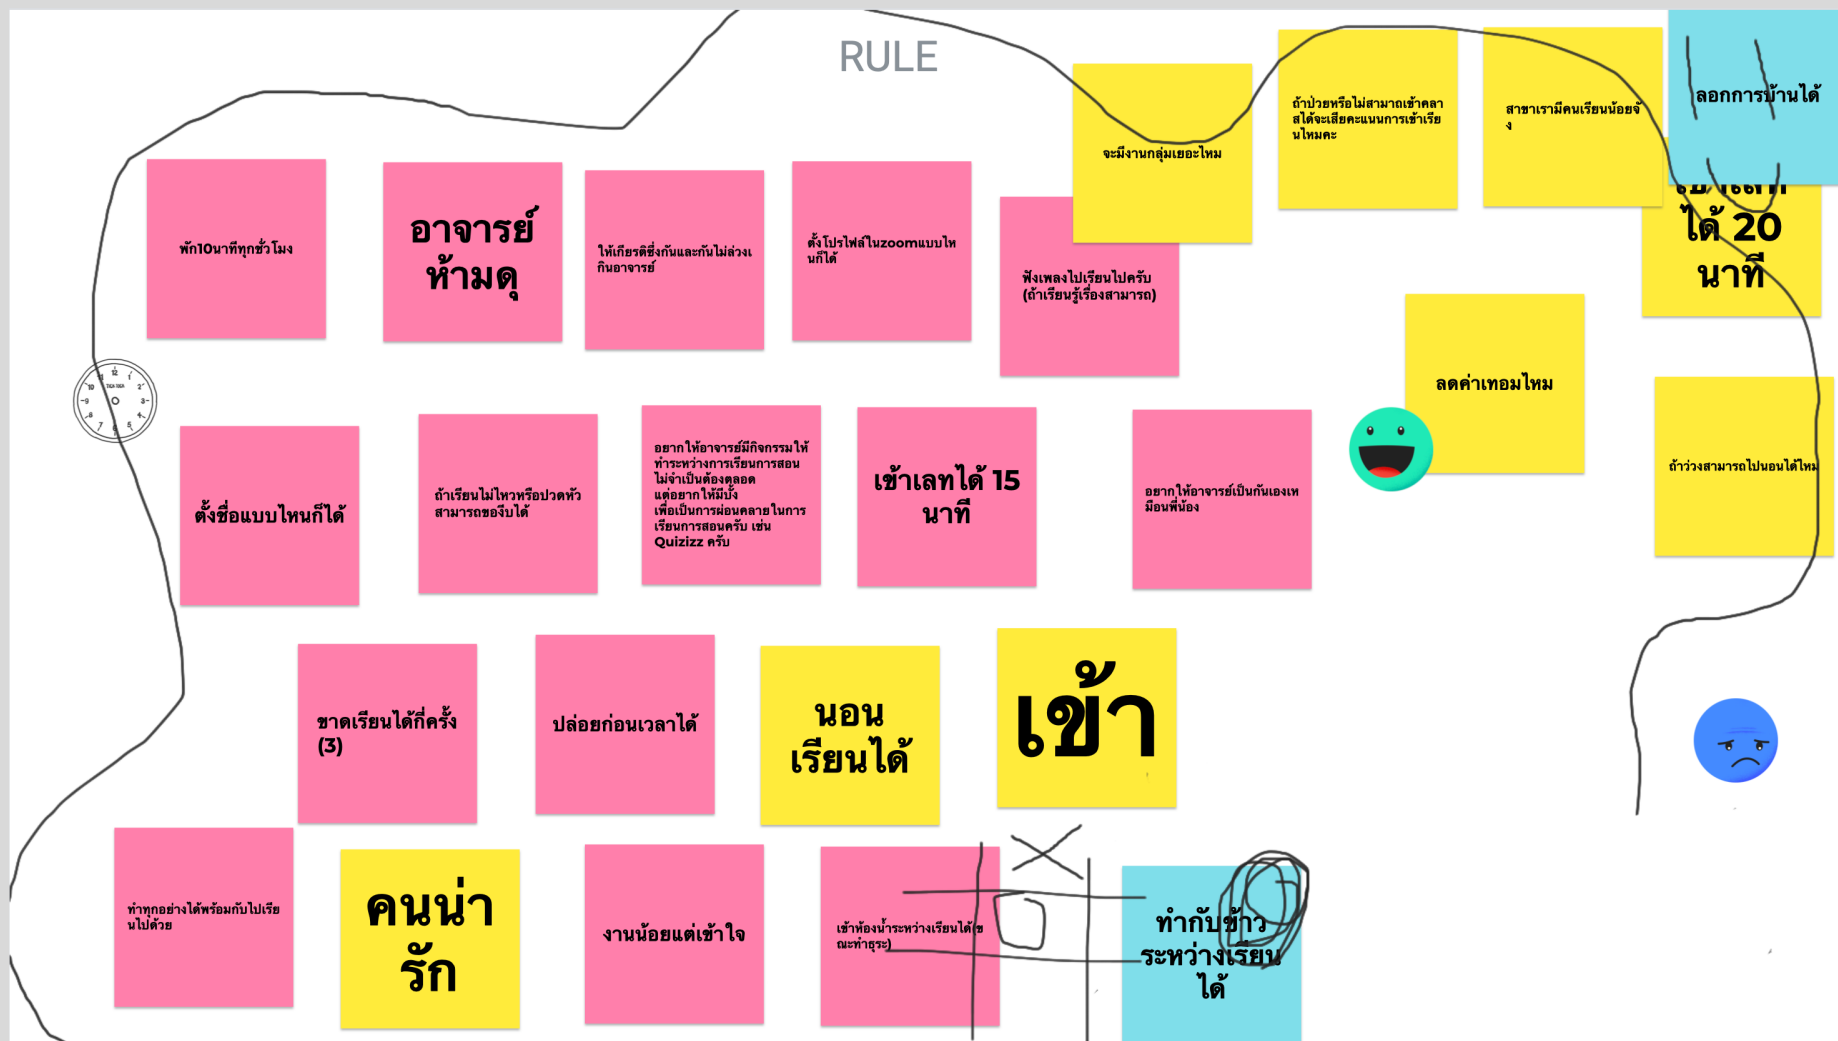 RULE
พัก10นาทีทุกชั่วโมง
อาจารย์
ห้ามดุ
ให้เกียรติซึ่งกันและกันไม่ล่วงเ
กินอาจารย์
ตั้งโปรไฟล์ในzoomแบบไห
นก็ได้
ฟังเพลงไปเรียนไปครับ
(ถ้าเรียนรู้เรื่องสามารถ)
จะมีงานกลุ่มเยอะไหม
ถ้าป่วยหรือไม่สามาถเข้าคลา
สได้จะเสียคะแนนการเข้าเรีย
นไหมคะ
สาขาเรามีคนเรียนน้อยจั
ง
ลอกการบ้านได้
เข้าเลท
ได้ 20
นาที
ลดค่าเทอมไหม
ถ้าว่วงสามารถไปนอนได้ไหม
ตั้งชื่อแบบไหนก็ได้
ถ้าเรียนไม่ไหวหรือปวดหัว
สามารถของีบได้
อยากให้อาจารย์มีกิจกรรมให้
ทำระหว่างการเรียนการสอน
ไม่จำเป็นต้องตลอด
แต่อยากให้มีบั้ง
เพื่อเป็นการผ่อนคลายในการ
เรียนการสอนครับ เช่น
Quizizz ครับ
เข้าเลทได้ 15
นาที
อยากให้อาจารย์เป็นกันเองเห
มือนพี่น้อง
ขาดเรียนได้กี่ครั้ง
(3)
ปล่อยก่อนเวลาได้
นอน
เรียนได้
เข้า
ทำทุกอย่างได้พร้อมกับไปเรีย
นไปด้วย
คนน่า
รัก
งานน้อยแต่เข้าใจ
เข้าห้องน้ำระหว่างเรียนได้(ข
ณะทำธุระ)
ทำกับข้าว
ระหว่างเรียน
ได้
12
1
2
3
4
5
6
7
8
9
10
11